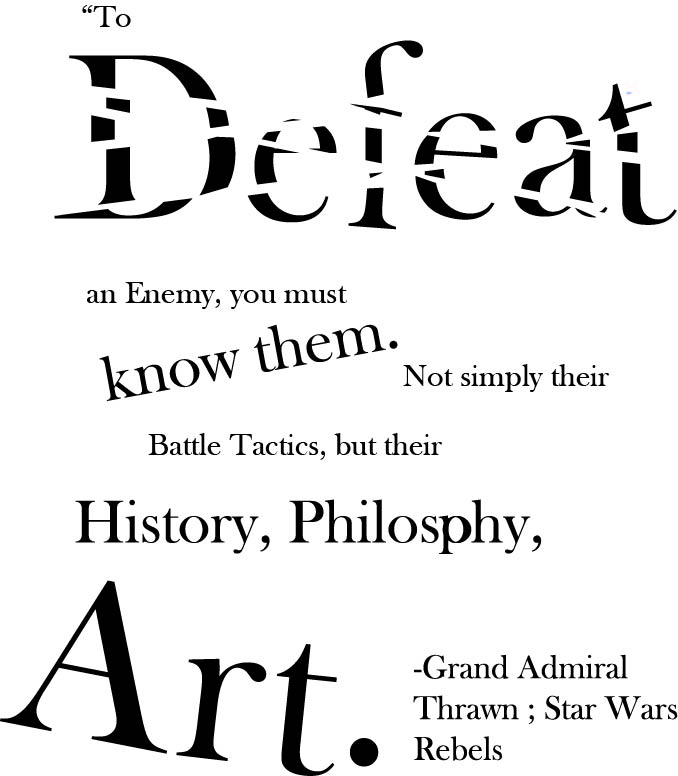 “To
Defeat
an Enemy, you must
know them.
Not simply their
Battle Tactics, but their
History, Philosphy,
Art.
-Grand Admiral
Thrawn ; Star Wars
Rebels